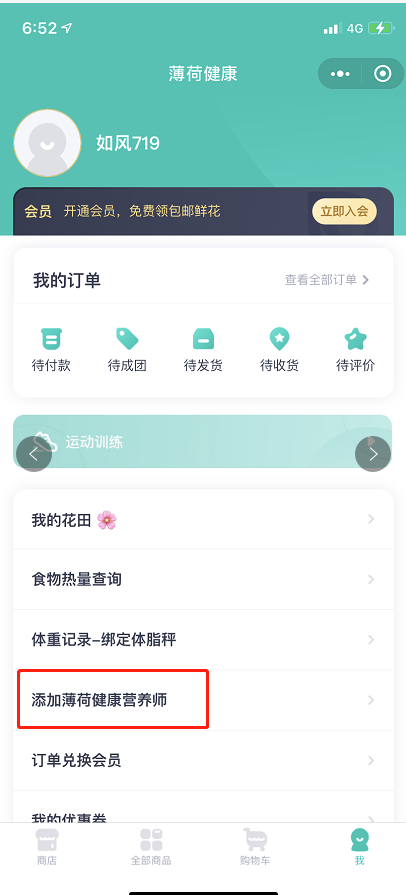 6:52
4G
薄荷健康
如风719
会员 开通会员，免费领包邮鲜花 立即入会
我的订单 查看全部订单
待付款 待成团 待发货 待收货 待评价
运动训练
我的花田
食物热量查询
体重记录-绑定体脂秤
添加薄荷健康营养师
订单兑换会员
我的优惠券
商店 全部商品 购物车 我